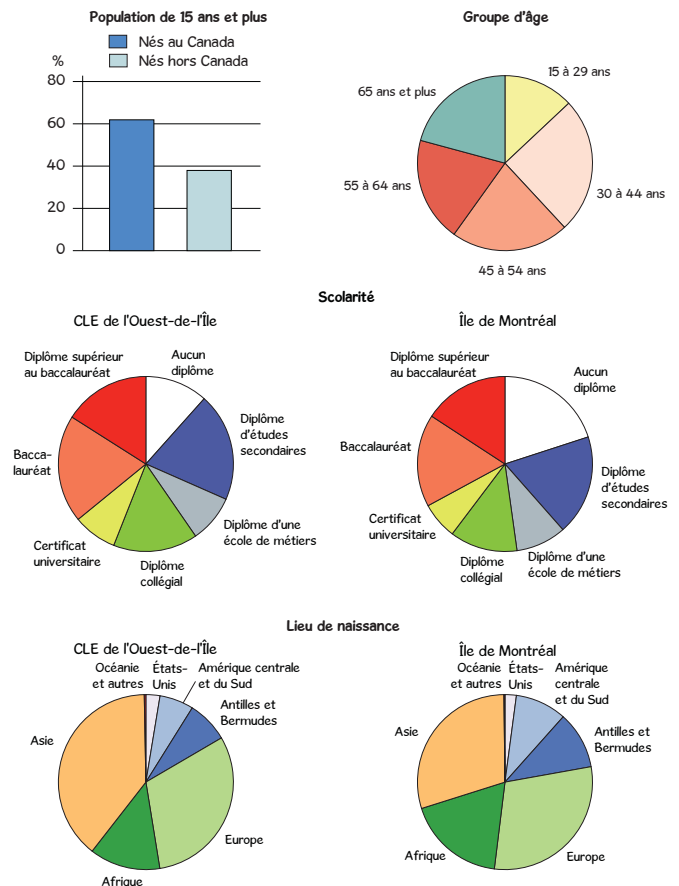 Population de 15 ans et plus
Nés au Canada
Nés hors Canada
%
80
60
40
20
0
Groupe d'âge
15 à 29 ans
30 à 44 ans
45 à 54 ans
55 à 64 ans
65 ans et plus
Scolarité
CLE de l'Ouest-de-l'Île
Diplôme supérieur
au baccalauréat
Aucun
diplôme
Diplôme
d'études
secondaires
Diplôme d'une
école de métiers
Diplôme
collégial
Certificat
universitaire
Bacca-
lauréat
Île de Montréal
Diplôme supérieur
au baccalauréat
Aucun
diplôme
Diplôme
d'études
secondaires
Diplôme d'une
école de métiers
Diplôme
collégial
Certificat
universitaire
Baccalauréat
Lieu de naissance
CLE de l'Ouest-de-l'Île
Océanie
et autres
États-
Unis
Amérique centrale
et du Sud
Antilles et
Bermudes
Europe
Afrique
Asie
Île de Montréal
Océanie
et autres
États-
Unis
Amérique
centrale
et du Sud
Antilles et
Bermudes
Europe
Afrique
Asie